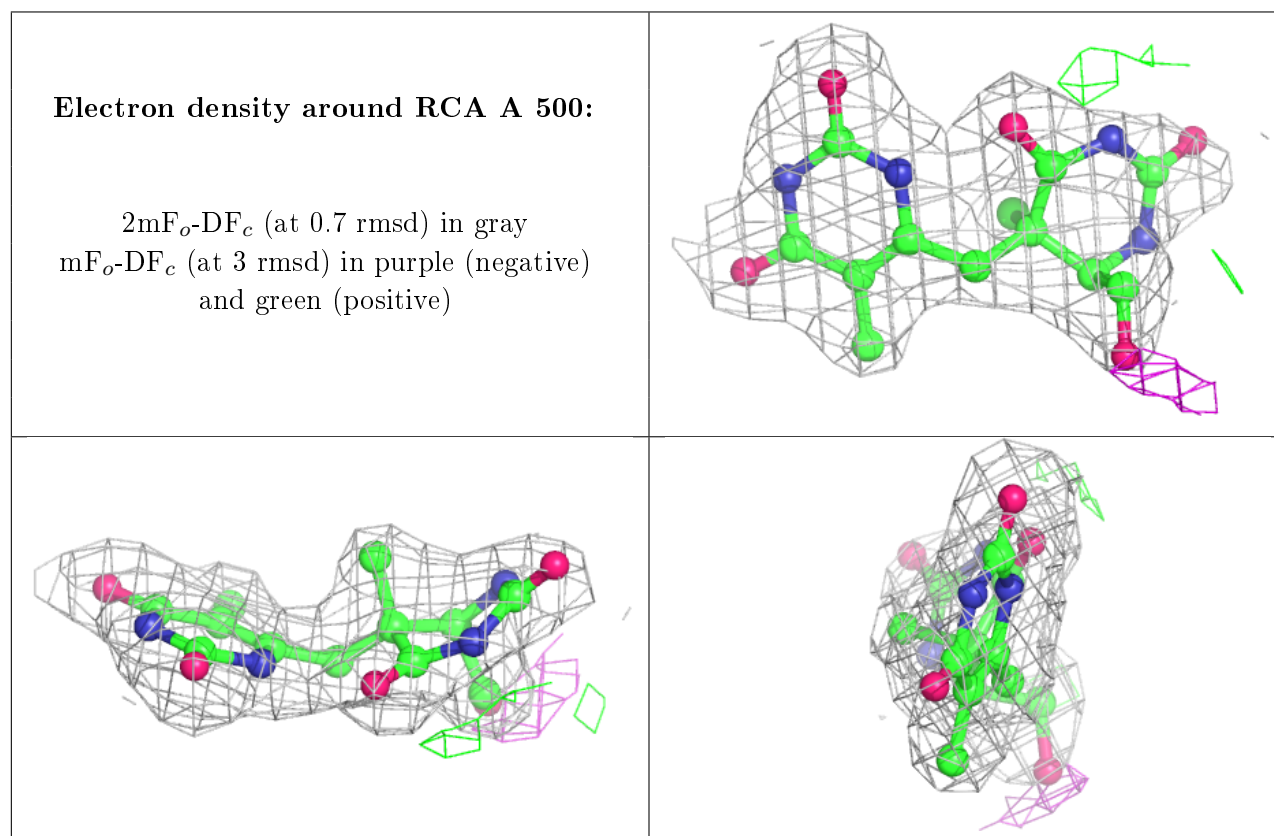 Electron density around RCA A 500:
2mFₒ-DF𝒸 (at 0.7 rmsd) in gray
mFₒ-DF𝒸 (at 3 rmsd) in purple (negative)
and green (positive)